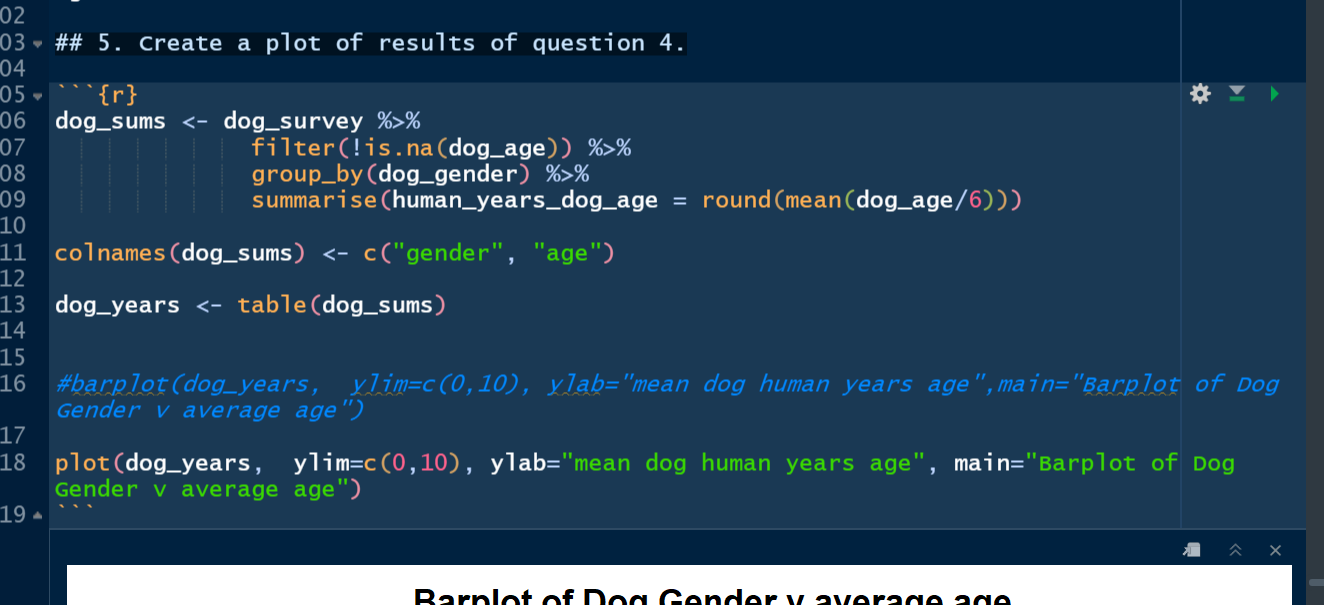 02
03 ## 5. Create a plot of results of question 4.
04
05 ```{r}
06 dog_sums <- dog_survey %>%
07 filter(!is.na(dog_age)) %>%
08 group_by(dog_gender) %>%
09 summarise(human_years_dog_age = round(mean(dog_age/6)))
10
11 colnames(dog_sums) <- c("gender", "age")
12
13 dog_years <- table(dog_sums)
14
15
16 #barplot(dog_years,  ylim=c(0,10), ylab="mean dog human years age",main="Barplot of Dog
Gender v average age")
17
18 plot(dog_years,  ylim=c(0,10), ylab="mean dog human years age", main="Barplot of Dog
Gender v average age")
19 ```
Barplot of Dog Gender v average age